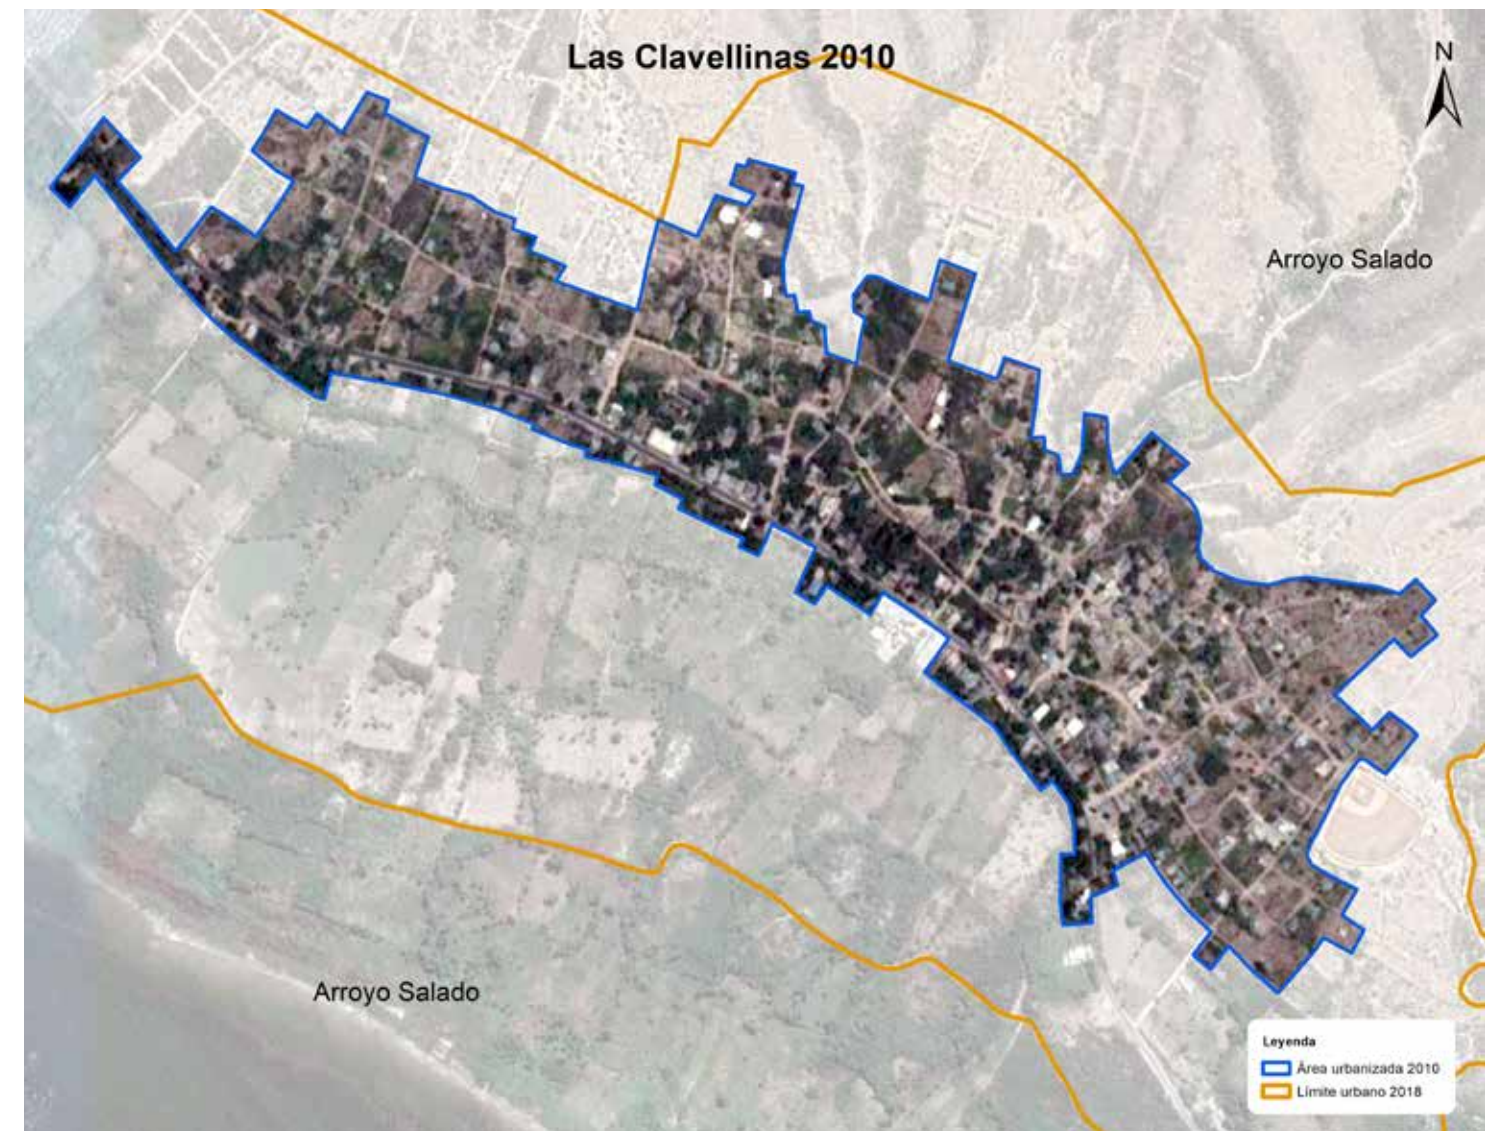 Las Clavellinas 2010
N
Arroyo Salado
Arroyo Salado
Leyenda
Área urbanizada 2010
Límite urbano 2018